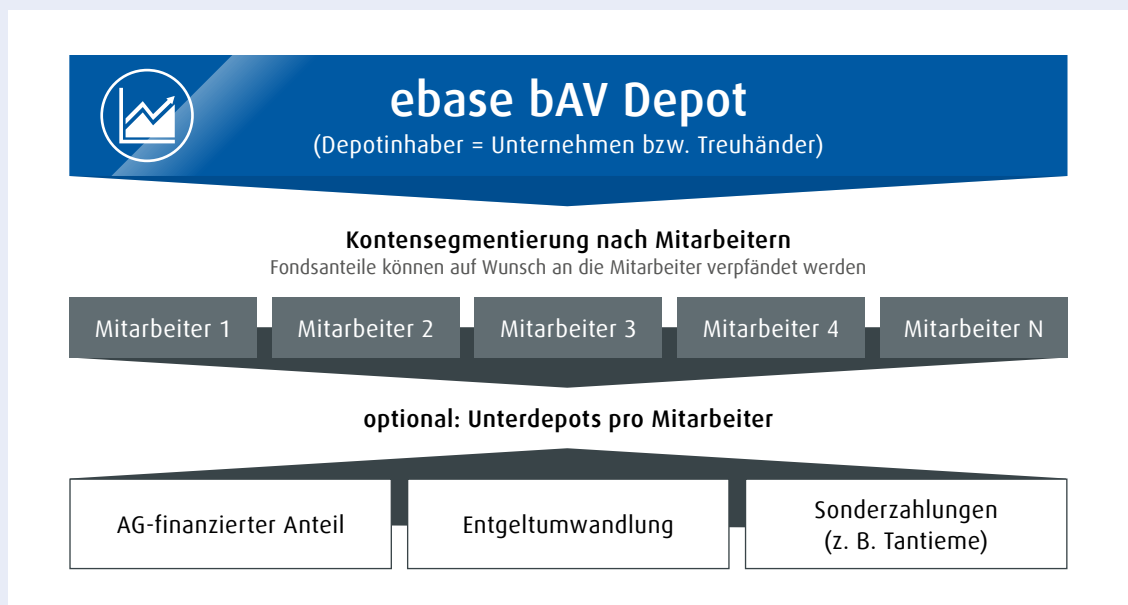 ebase bAV Depot
(Depotinhaber = Unternehmen bzw. Treuhänder)
Kontensegmentierung nach Mitarbeitern
Fondsanteile können auf Wunsch an die Mitarbeiter verpfändet werden
Mitarbeiter 1
Mitarbeiter 2
Mitarbeiter 3
Mitarbeiter 4
Mitarbeiter N
optional: Unterdepots pro Mitarbeiter
AG-finanzierter Anteil
Entgeltumwandlung
Sonderzahlungen
(z. B. Tantieme)